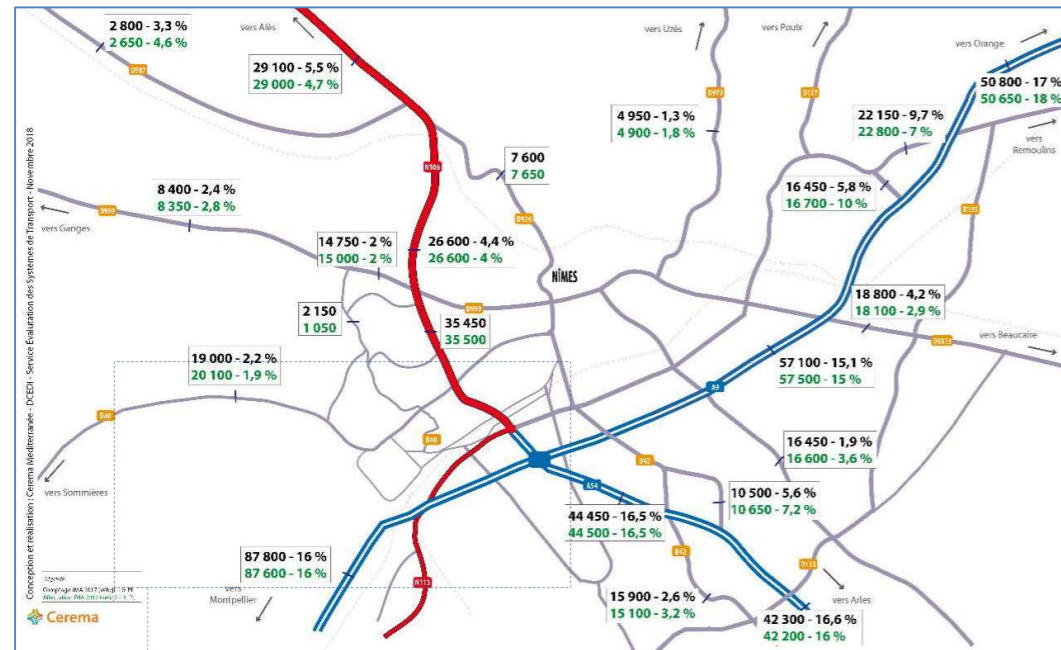 2 800 - 3,3 %
2 650 - 4,6 %
vers Alès
vers Uzès
vers Poulx
vers Orange
29 100 - 5,5 %
29 000 - 4,7 %
50 800 - 17 %
50 650 - 18 %
D907
D979
D127
4 950 - 1,3 %
4 900 - 1,8 %
22 150 - 9,7 %
22 800 - 7 %
vers
Remoulins
N106
7 600
7 650
8 400 - 2,4 %
8 350 - 2,8 %
16 450 - 5,8 %
16 700 - 10 %
D999
vers Ganges
D926
D135
14 750 - 2 %
15 000 - 2 %
26 600 - 4,4 %
26 600 - 4 %
NÎMES
2 150
1 050
D999
18 800 - 4,2 %
18 100 - 2,9 %
35 450
35 500
vers Beaucaire
19 000 - 2,2 %
20 100 - 1,9 %
57 100 - 15,1 %
57 500 - 15 %
A9
D40
D40
16 450 - 1,9 %
16 600 - 3,6 %
D42
vers Sommières
A54
10 500 - 5,6 %
10 650 - 7,2 %
44 450 - 16,5 %
44 500 - 16,5 %
87 800 - 16 %
87 600 - 16 %
D42
D135
N113
vers
Montpellier
15 900 - 2,6 %
15 100 - 3,2 %
vers Arles
42 300 - 16,6 %
42 200 - 16 %
Cerema
Conception et réalisation : Cerema Méditerranée - DCEDI - Service Evaluation des Systèmes de Transport - Novembre 2018